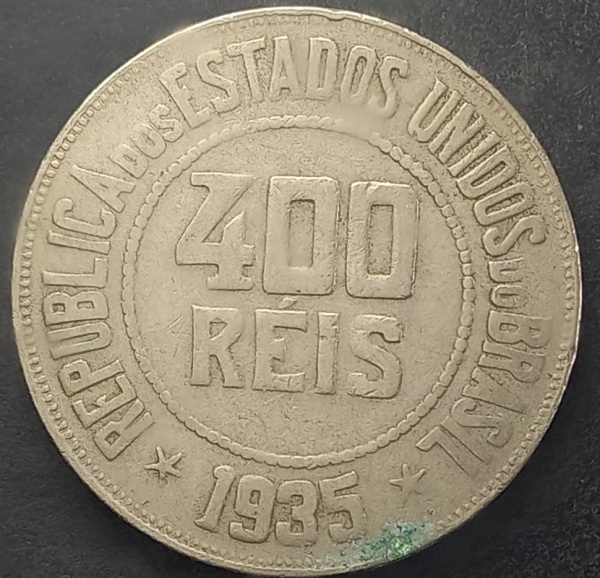 REPUBLICA DOS ESTADOS UNIDOS DO BRASIL
400
RÉIS
1935